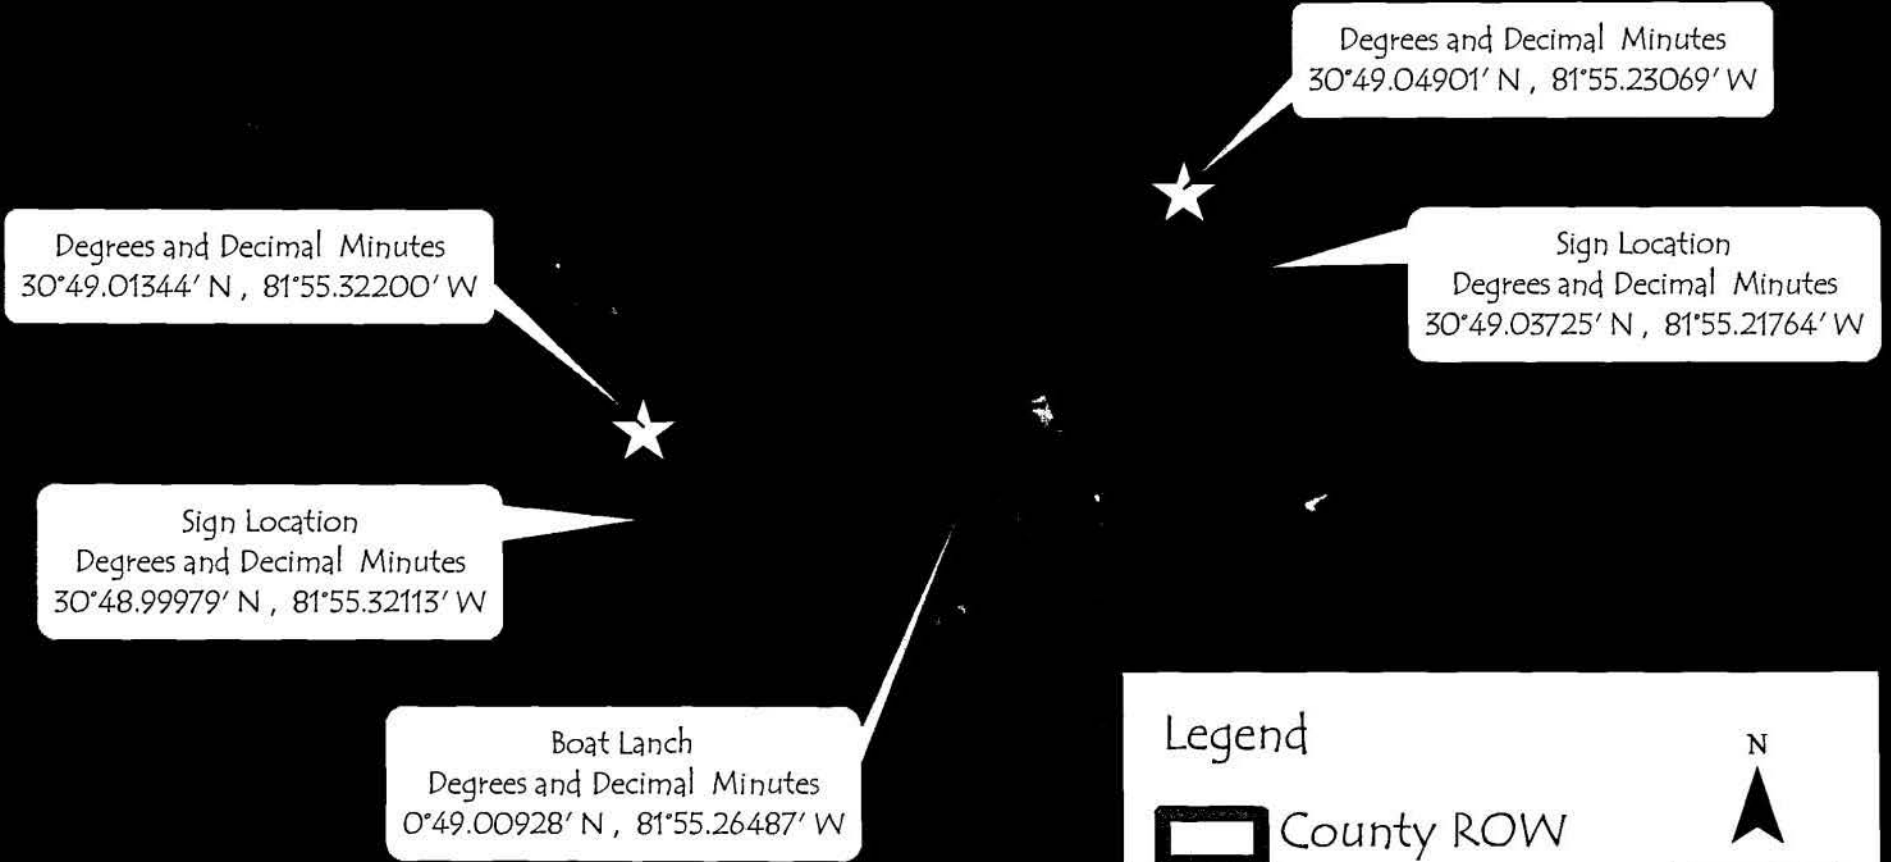 Degrees and Decimal Minutes
30°49.04901' N , 81°55.23069' W
Degrees and Decimal Minutes
30°49.01344' N , 81°55.32200' W
Sign Location
Degrees and Decimal Minutes
30°49.03725' N , 81°55.21764' W
Sign Location
Degrees and Decimal Minutes
30°48.99979' N , 81°55.32113' W
Boat Lanch
Degrees and Decimal Minutes
0°49.00928' N , 81°55.26487' W
Legend
N
County ROW